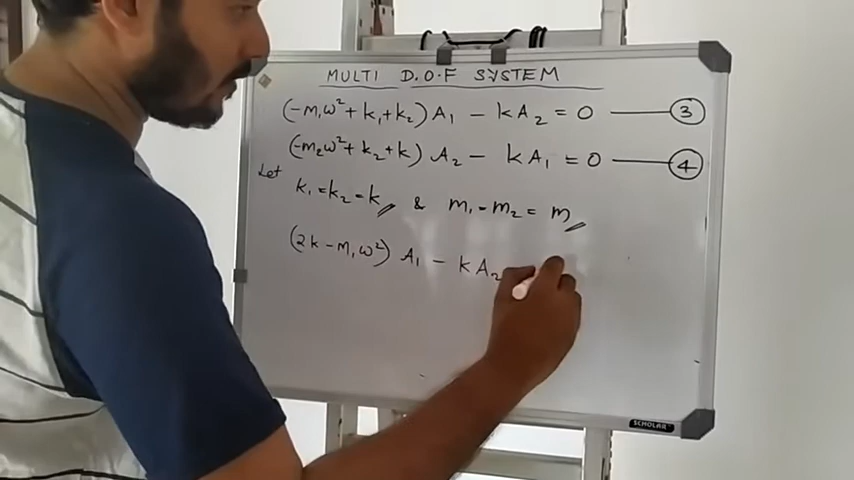 MULTI D.O.F SYSTEM
(-m₁ω² + k₁ + k₂) A₁ - kA₂ = 0 —— ③
(-m₂ω² + k₂ + k) A₂ - kA₁ = 0 —— ④
Let
k₁ = k₂ = k & m₁ = m₂ = m
(2k - m₁ω²) A₁ - kA₂
SCHOLAR